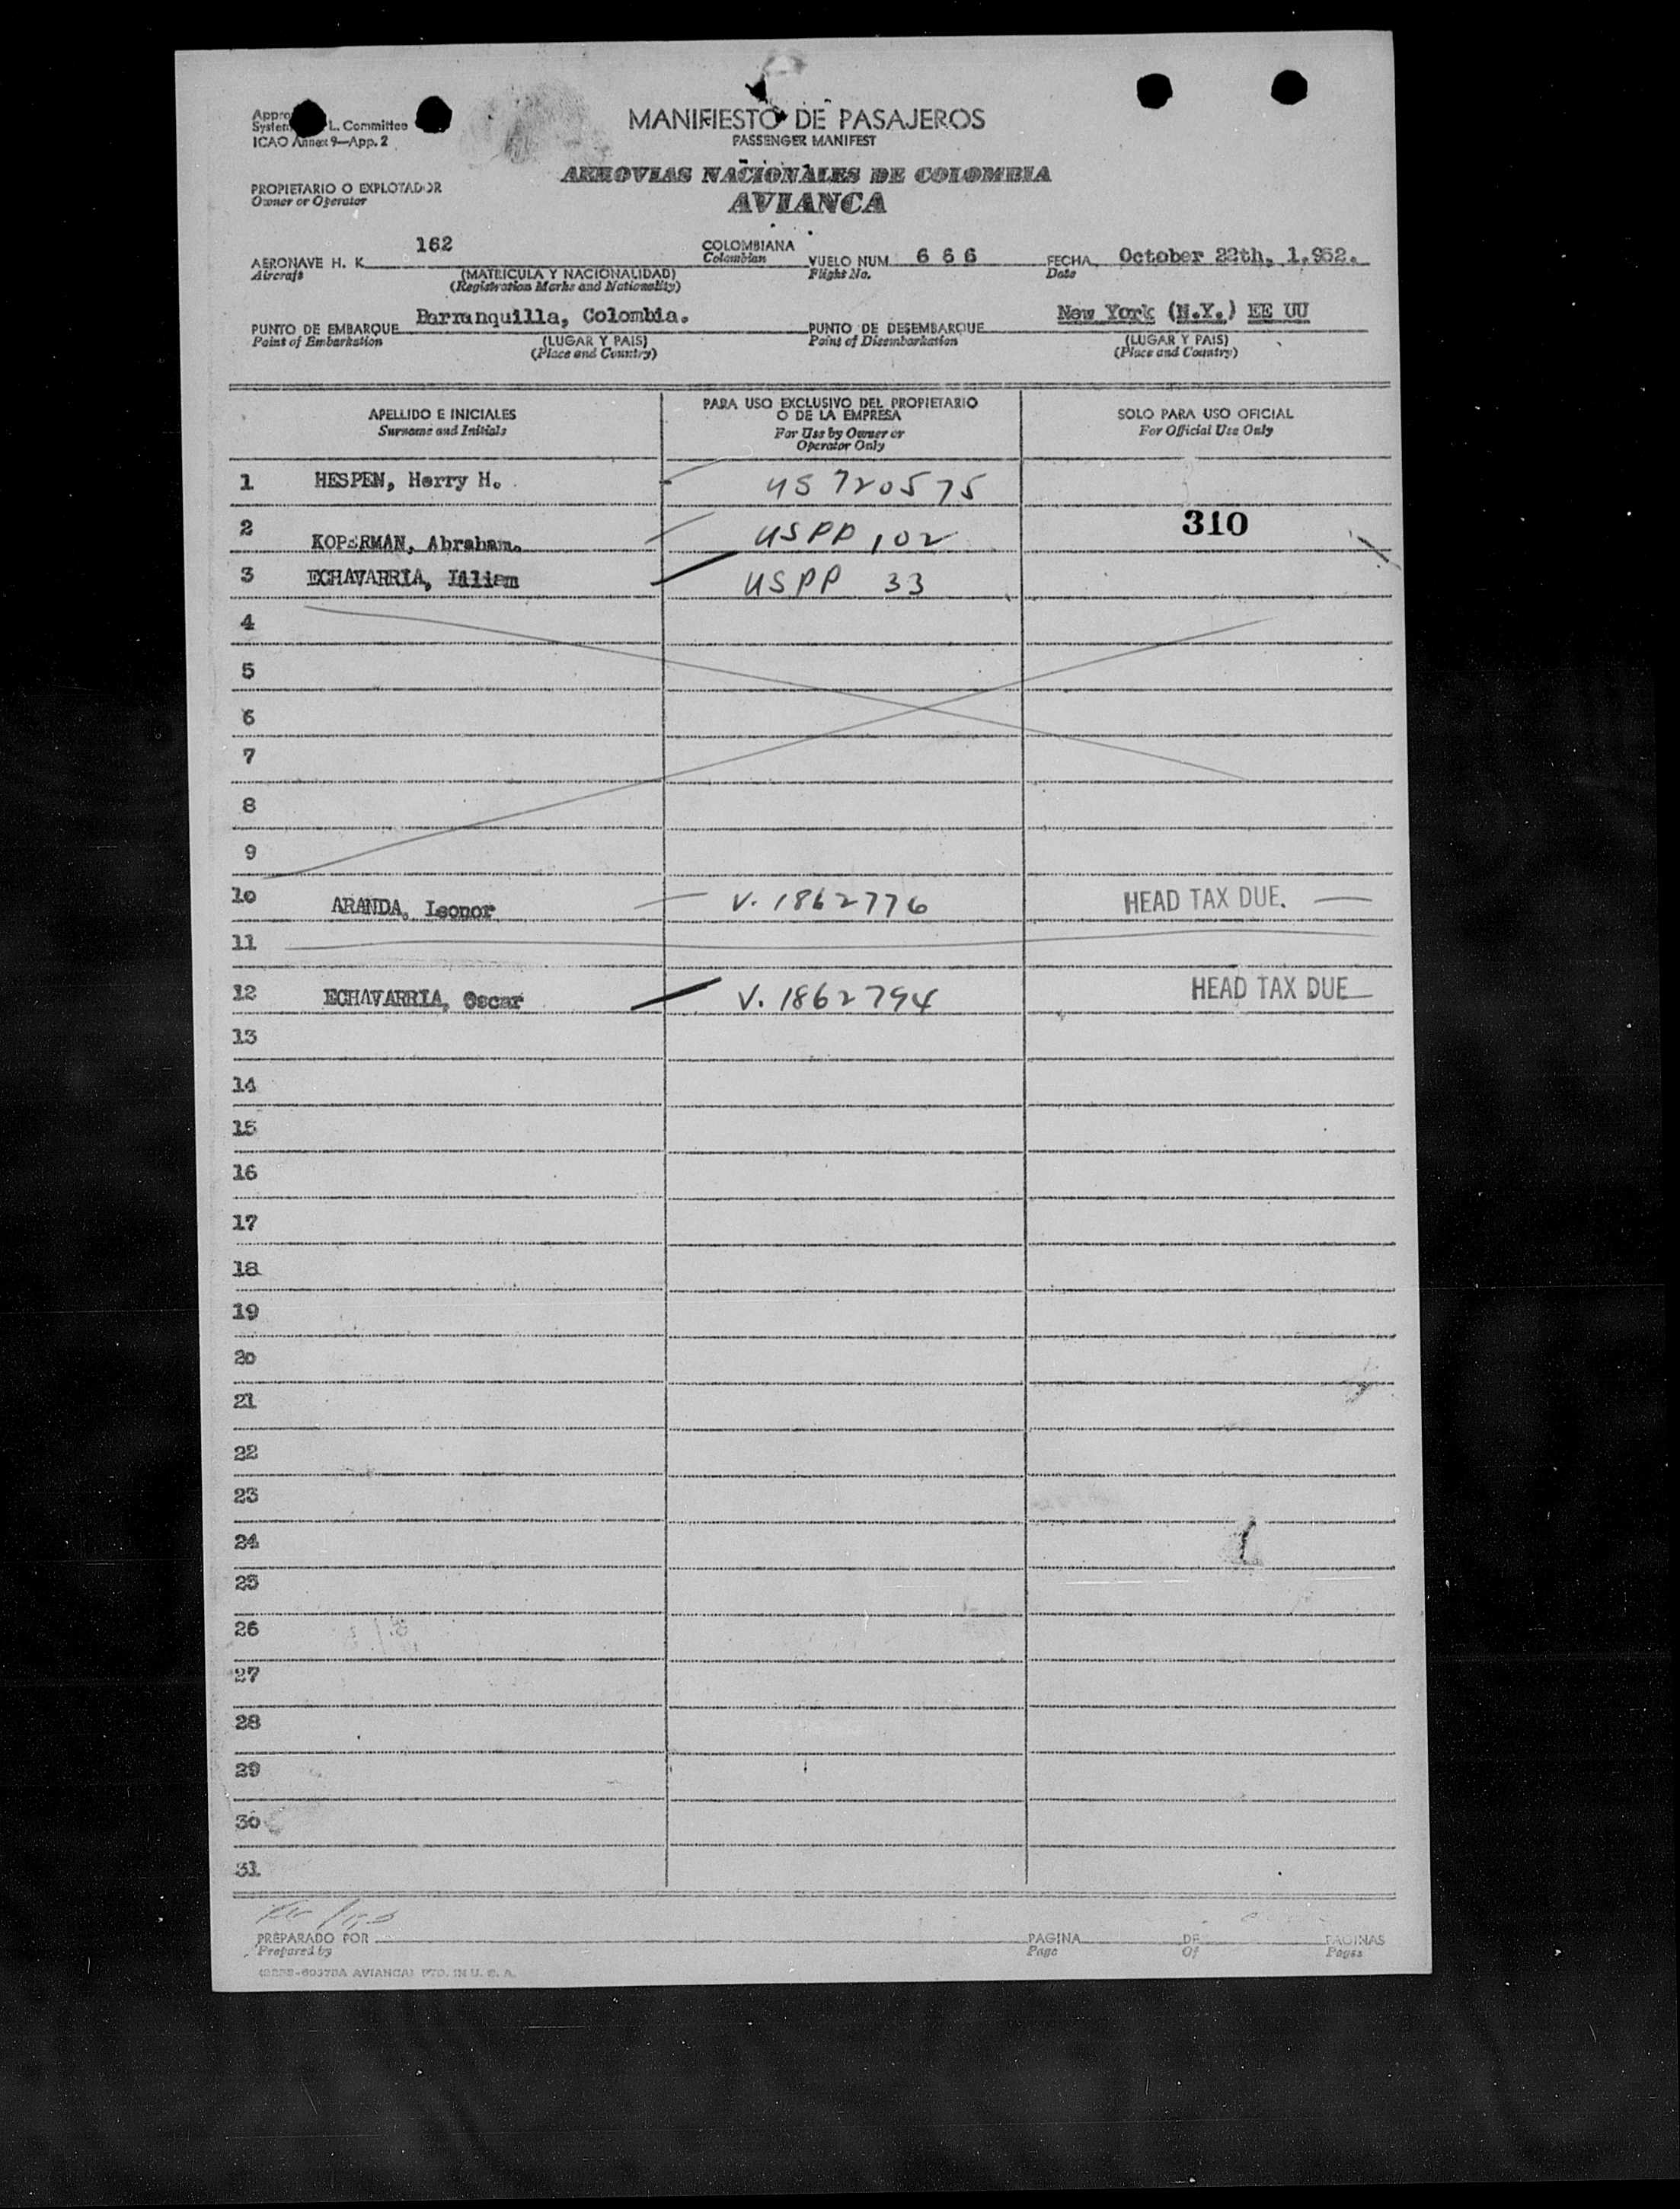 MANIFIESTO DE PASAJEROS
PASSENGER MANIFEST
L. Committee
ICAO Annex 9—App. 2
AEROVIAS NACIONALES DE COLOMBIA
AVIANCA
PROPIETARIO O EXPLOTADOR
Owner or Operator
AERONAVE H. K. 162 COLOMBIANA VUELO NUM 6 6 6 FECHA October 22th, 1.952.
Aircraft (MATRICULA Y NACIONALIDAD) Colombian Flight No. Date
(Registration Marks and Nationality)
PUNTO DE EMBARQUE Barranquilla, Colombia. PUNTO DE DESEMBARQUE New York (N.Y.) EE UU
Point of Embarkation (LUGAR Y PAIS) Point of Disembarkation (LUGAR Y PAIS)
(Place and Country) (Place and Country)
APELLIDO E INICIALES PARA USO EXCLUSIVO DEL PROPIETARIO SOLO PARA USO OFICIAL
O DE LA EMPRESA
Surname and Initials For Use by Owner or For Official Use Only
Operator Only
1 HESPEN, Herry H. US 720575
310
2 KOPERMAN, Abraham. USPP 102
3 ECHAVARRIA, USPP 33
4
5
6
7
8
9
10 ARANDA, Leonor V. 1862776 HEAD TAX DUE.
11
12 ECHAVARRIA, Oscar V. 1862794 HEAD TAX DUE
13
14
15
16
17
18
19
20
21
22
23
24
25
26
27
28
29
30
31
PREPARADO POR PAGINA DE PAGINAS
Prepared by Page Of Pages
AVIANCA) PTD. IN U. S. A.